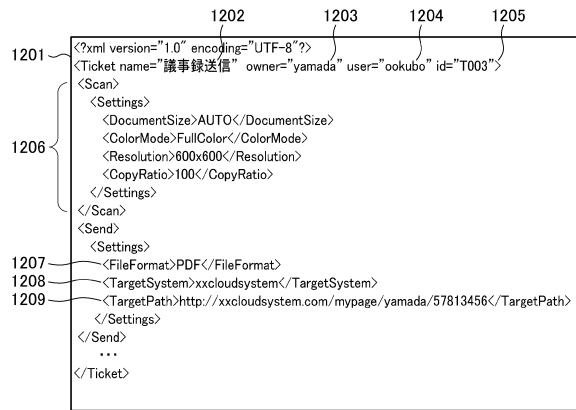 1202 1203 1204 1205
1201
<?xml version="1.0" encoding="UTF-8"?>
<Ticket name="議事録送信" owner="yamada" user="ookubo" id="T003">
<Scan>
<Settings>
<DocumentSize>AUTO</DocumentSize>
<ColorMode>FullColor</ColorMode>
1206
<Resolution>600x600</Resolution>
<CopyRatio>100</CopyRatio>
</Settings>
</Scan>
<Send>
<Settings>
1207 <FileFormat>PDF</FileFormat>
1208 <TargetSystem>xxcloudsystem</TargetSystem>
1209 <TargetPath>http://xxcloudsystem.com/mypage/yamada/57813456</TargetPath>
</Settings>
</Send>
...
</Ticket>